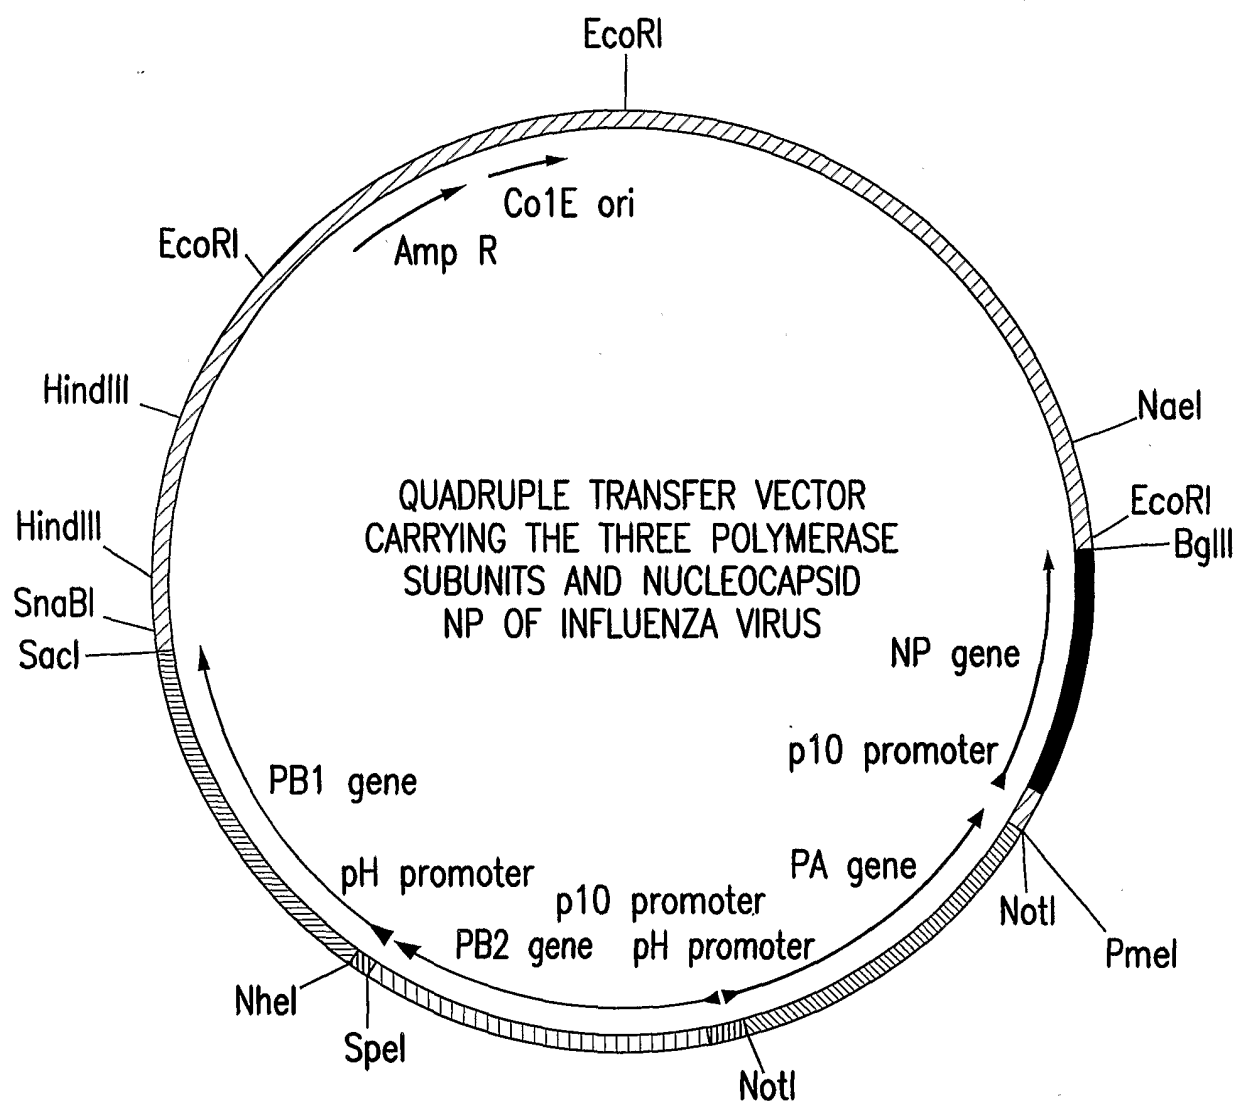 EcoRI
Co1E ori
EcoRI
Amp R
HindIII
NaeI
QUADRUPLE TRANSFER VECTOR
CARRYING THE THREE POLYMERASE
SUBUNITS AND NUCLEOCAPSID
NP OF INFLUENZA VIRUS
EcoRI
BglII
HindIII
SnaBI
SacI
NP gene
p10 promoter
PB1 gene
PA gene
pH promoter
p10 promoter
NotI
PB2 gene
pH promoter
PmeI
NheI
SpeI
NotI